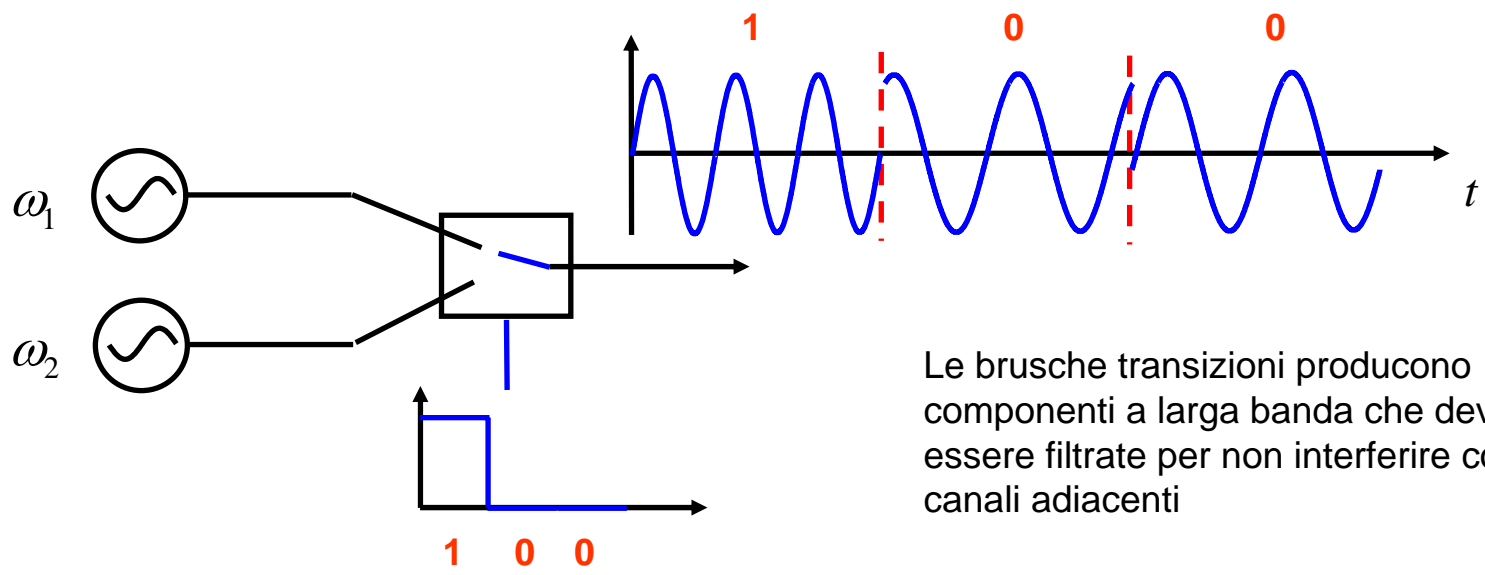 1 0 0
ω₁
t
ω₂
Le brusche transizioni producono
componenti a larga banda che dev
essere filtrate per non interferire co
canali adiacenti
1 0 0